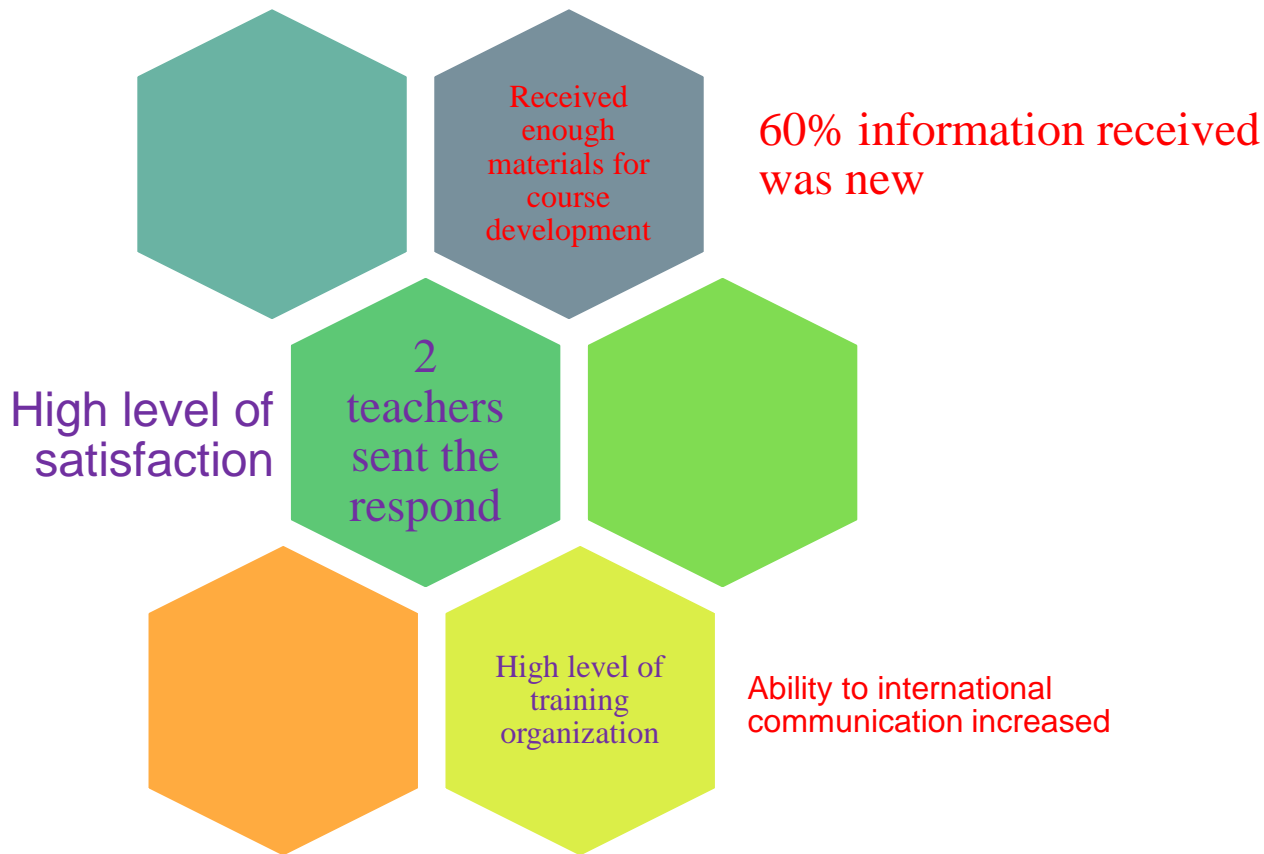 Received
enough
materials for
course
development
60% information received
was new
High level of
satisfaction
2
teachers
sent the
respond
High level of
training
organization
Ability to international
communication increased